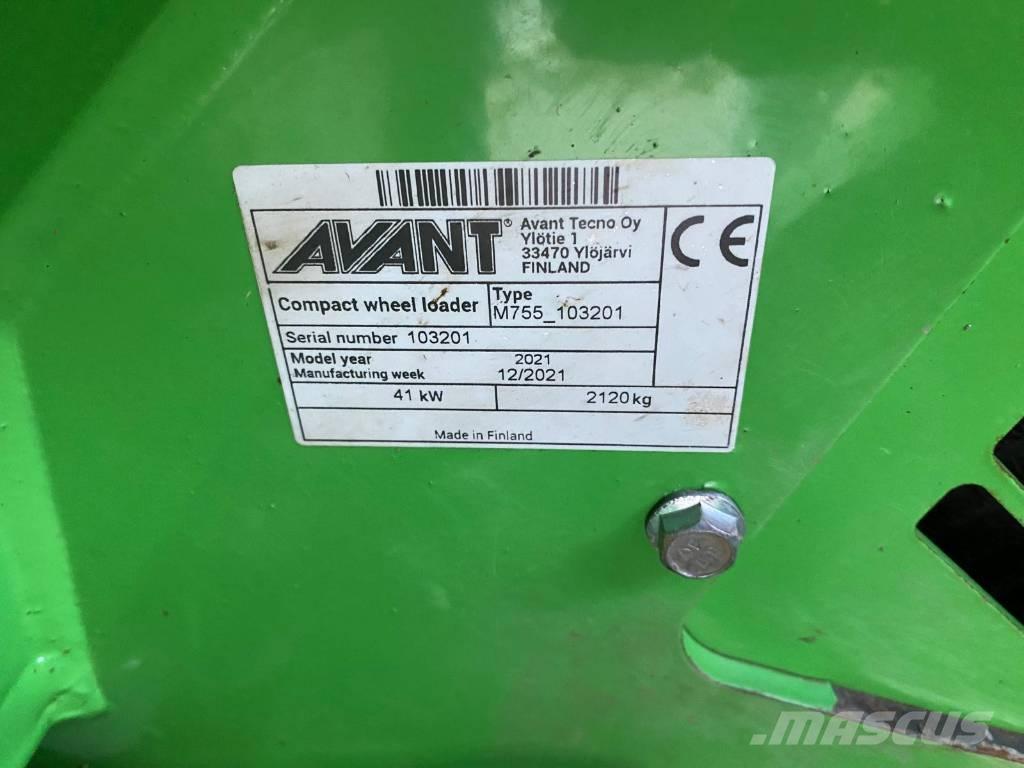 AVANT®
Avant Tecno Oy
Ylötie 1
33470 Ylöjärvi
FINLAND
CE
Compact wheel loader
Type
M755_103201
Serial number 103201
Model year 2021
Manufacturing week 12/2021
41 kW 2120kg
Made in Finland
MASCUS